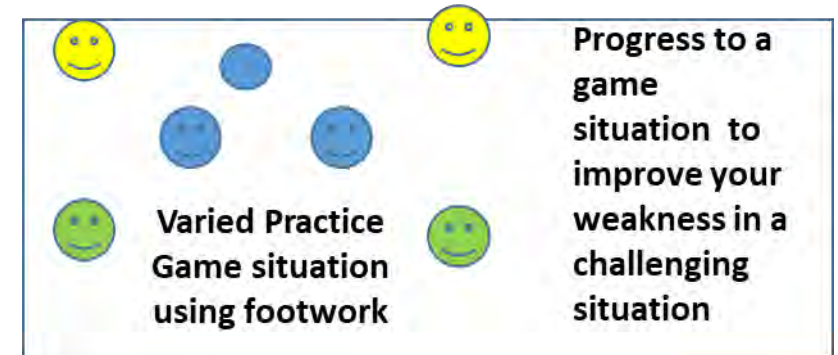 Varied Practice
Game situation
using footwork
Progress to a
game
situation to
improve your
weakness in a
challenging
situation